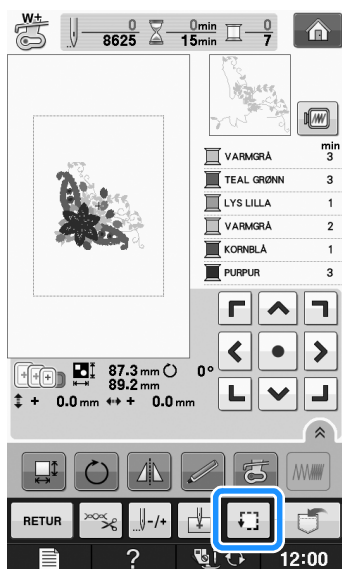 W+
0 0min 0
8625 15min 7
min
VARMGRÅ 3
TEAL GRØNN 3
LYS LILLA 1
VARMGRÅ 2
KORNBLÅ 1
PURPUR 3
87.3 mm 0°
89.2 mm
+ 0.0 mm + 0.0 mm
RETUR -/+
? 12:00